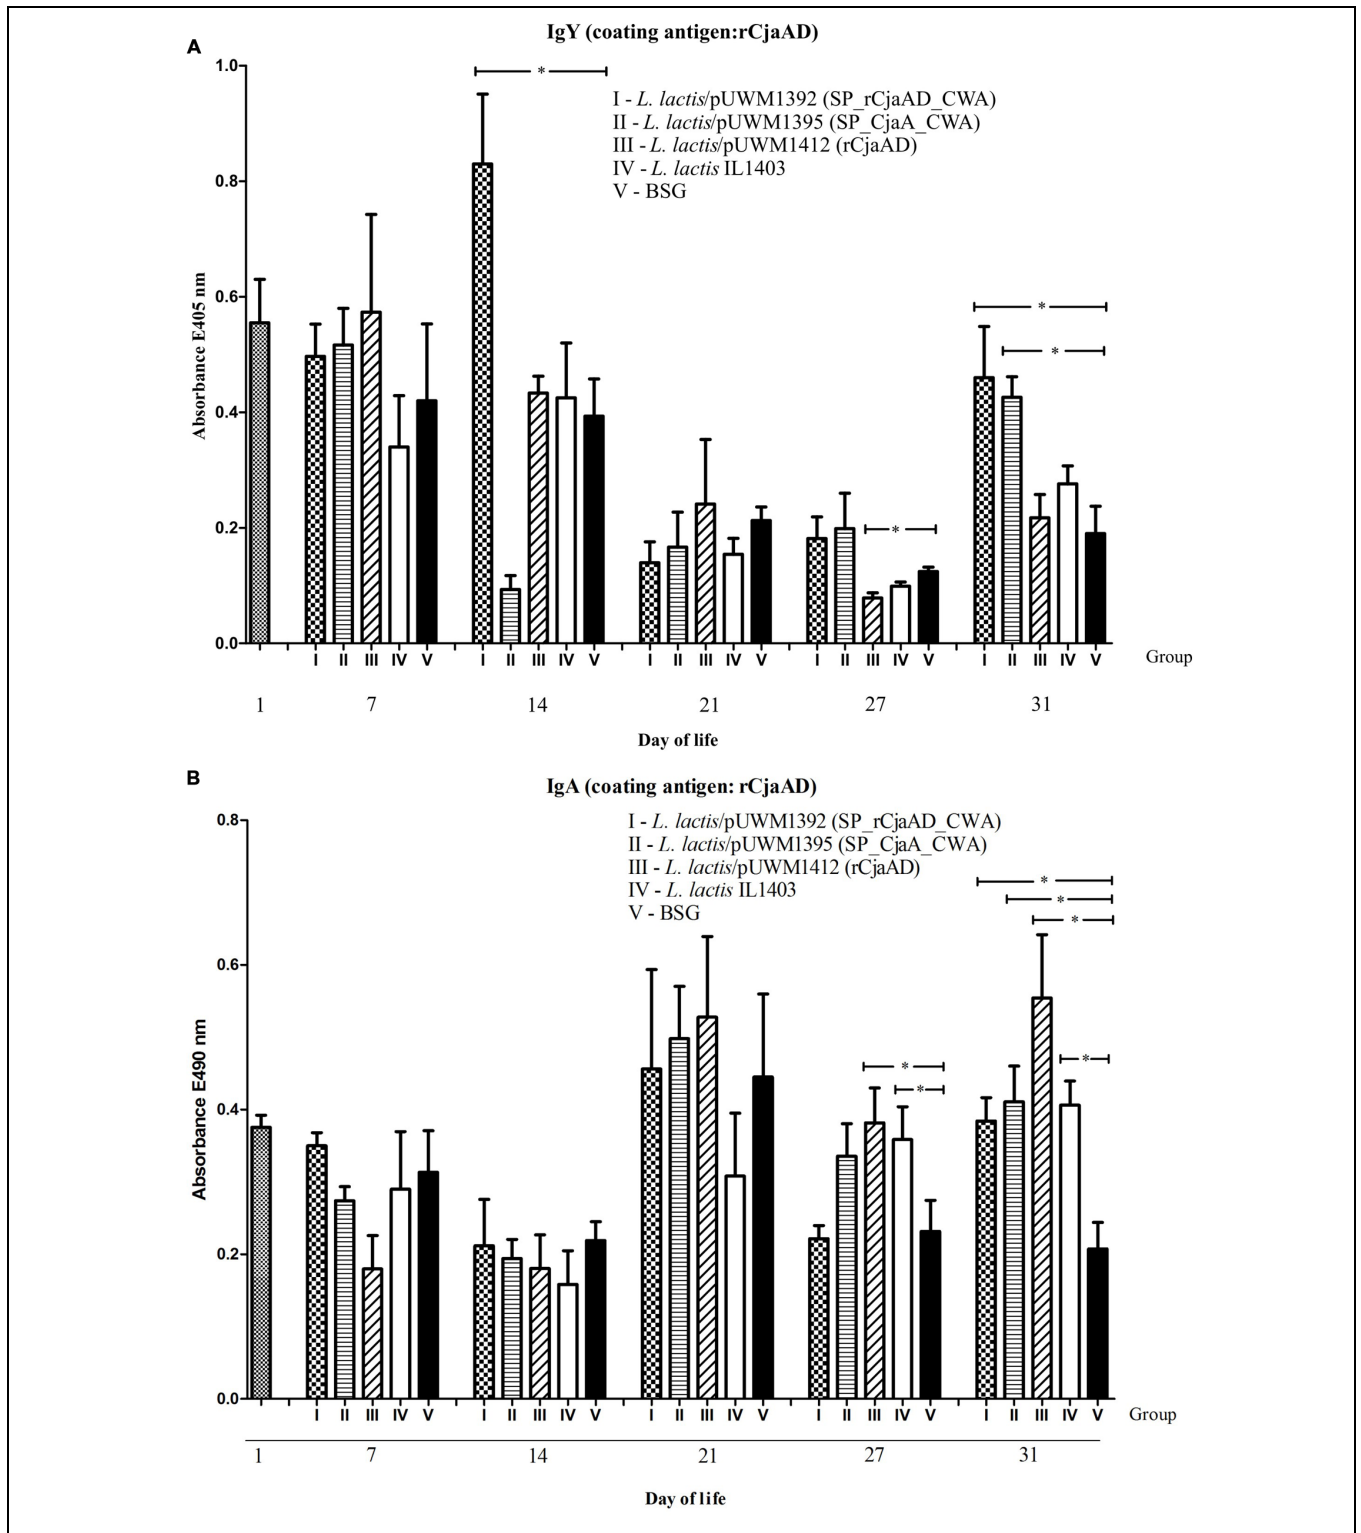 A
IgY (coating antigen:rCjaAD)
1.0
0.8
0.6
0.4
0.2
0.0
Absorbance E405 nm
*
I - L. lactis/pUWM1392 (SP_rCjaAD_CWA)
II - L. lactis/pUWM1395 (SP_CjaA_CWA)
III - L. lactis/pUWM1412 (rCjaAD)
IV - L. lactis IL1403
V - BSG
*
*
*
I II III IV V I II III IV V I II III IV V I II III IV V I II III IV V Group
1 7 14 21 27 31
Day of life
B
IgA (coating antigen: rCjaAD)
0.8
0.6
0.4
0.2
0.0
Absorbance E490 nm
I - L. lactis/pUWM1392 (SP_rCjaAD_CWA)
II - L. lactis/pUWM1395 (SP_CjaA_CWA)
III - L. lactis/pUWM1412 (rCjaAD)
IV - L. lactis IL1403
V - BSG
*
*
*
*
*
*
I II III IV V I II III IV V I II III IV V I II III IV V I II III IV V Group
1 7 14 21 27 31
Day of life